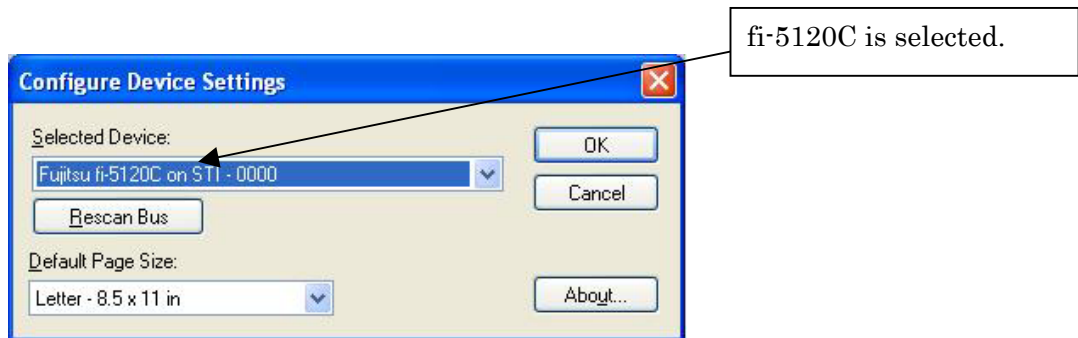 fi-5120C is selected.
Configure Device Settings
Selected Device:
Fujitsu fi-5120C on STI - 0000
OK
Cancel
Rescan Bus
Default Page Size:
Letter - 8.5 x 11 in
About...